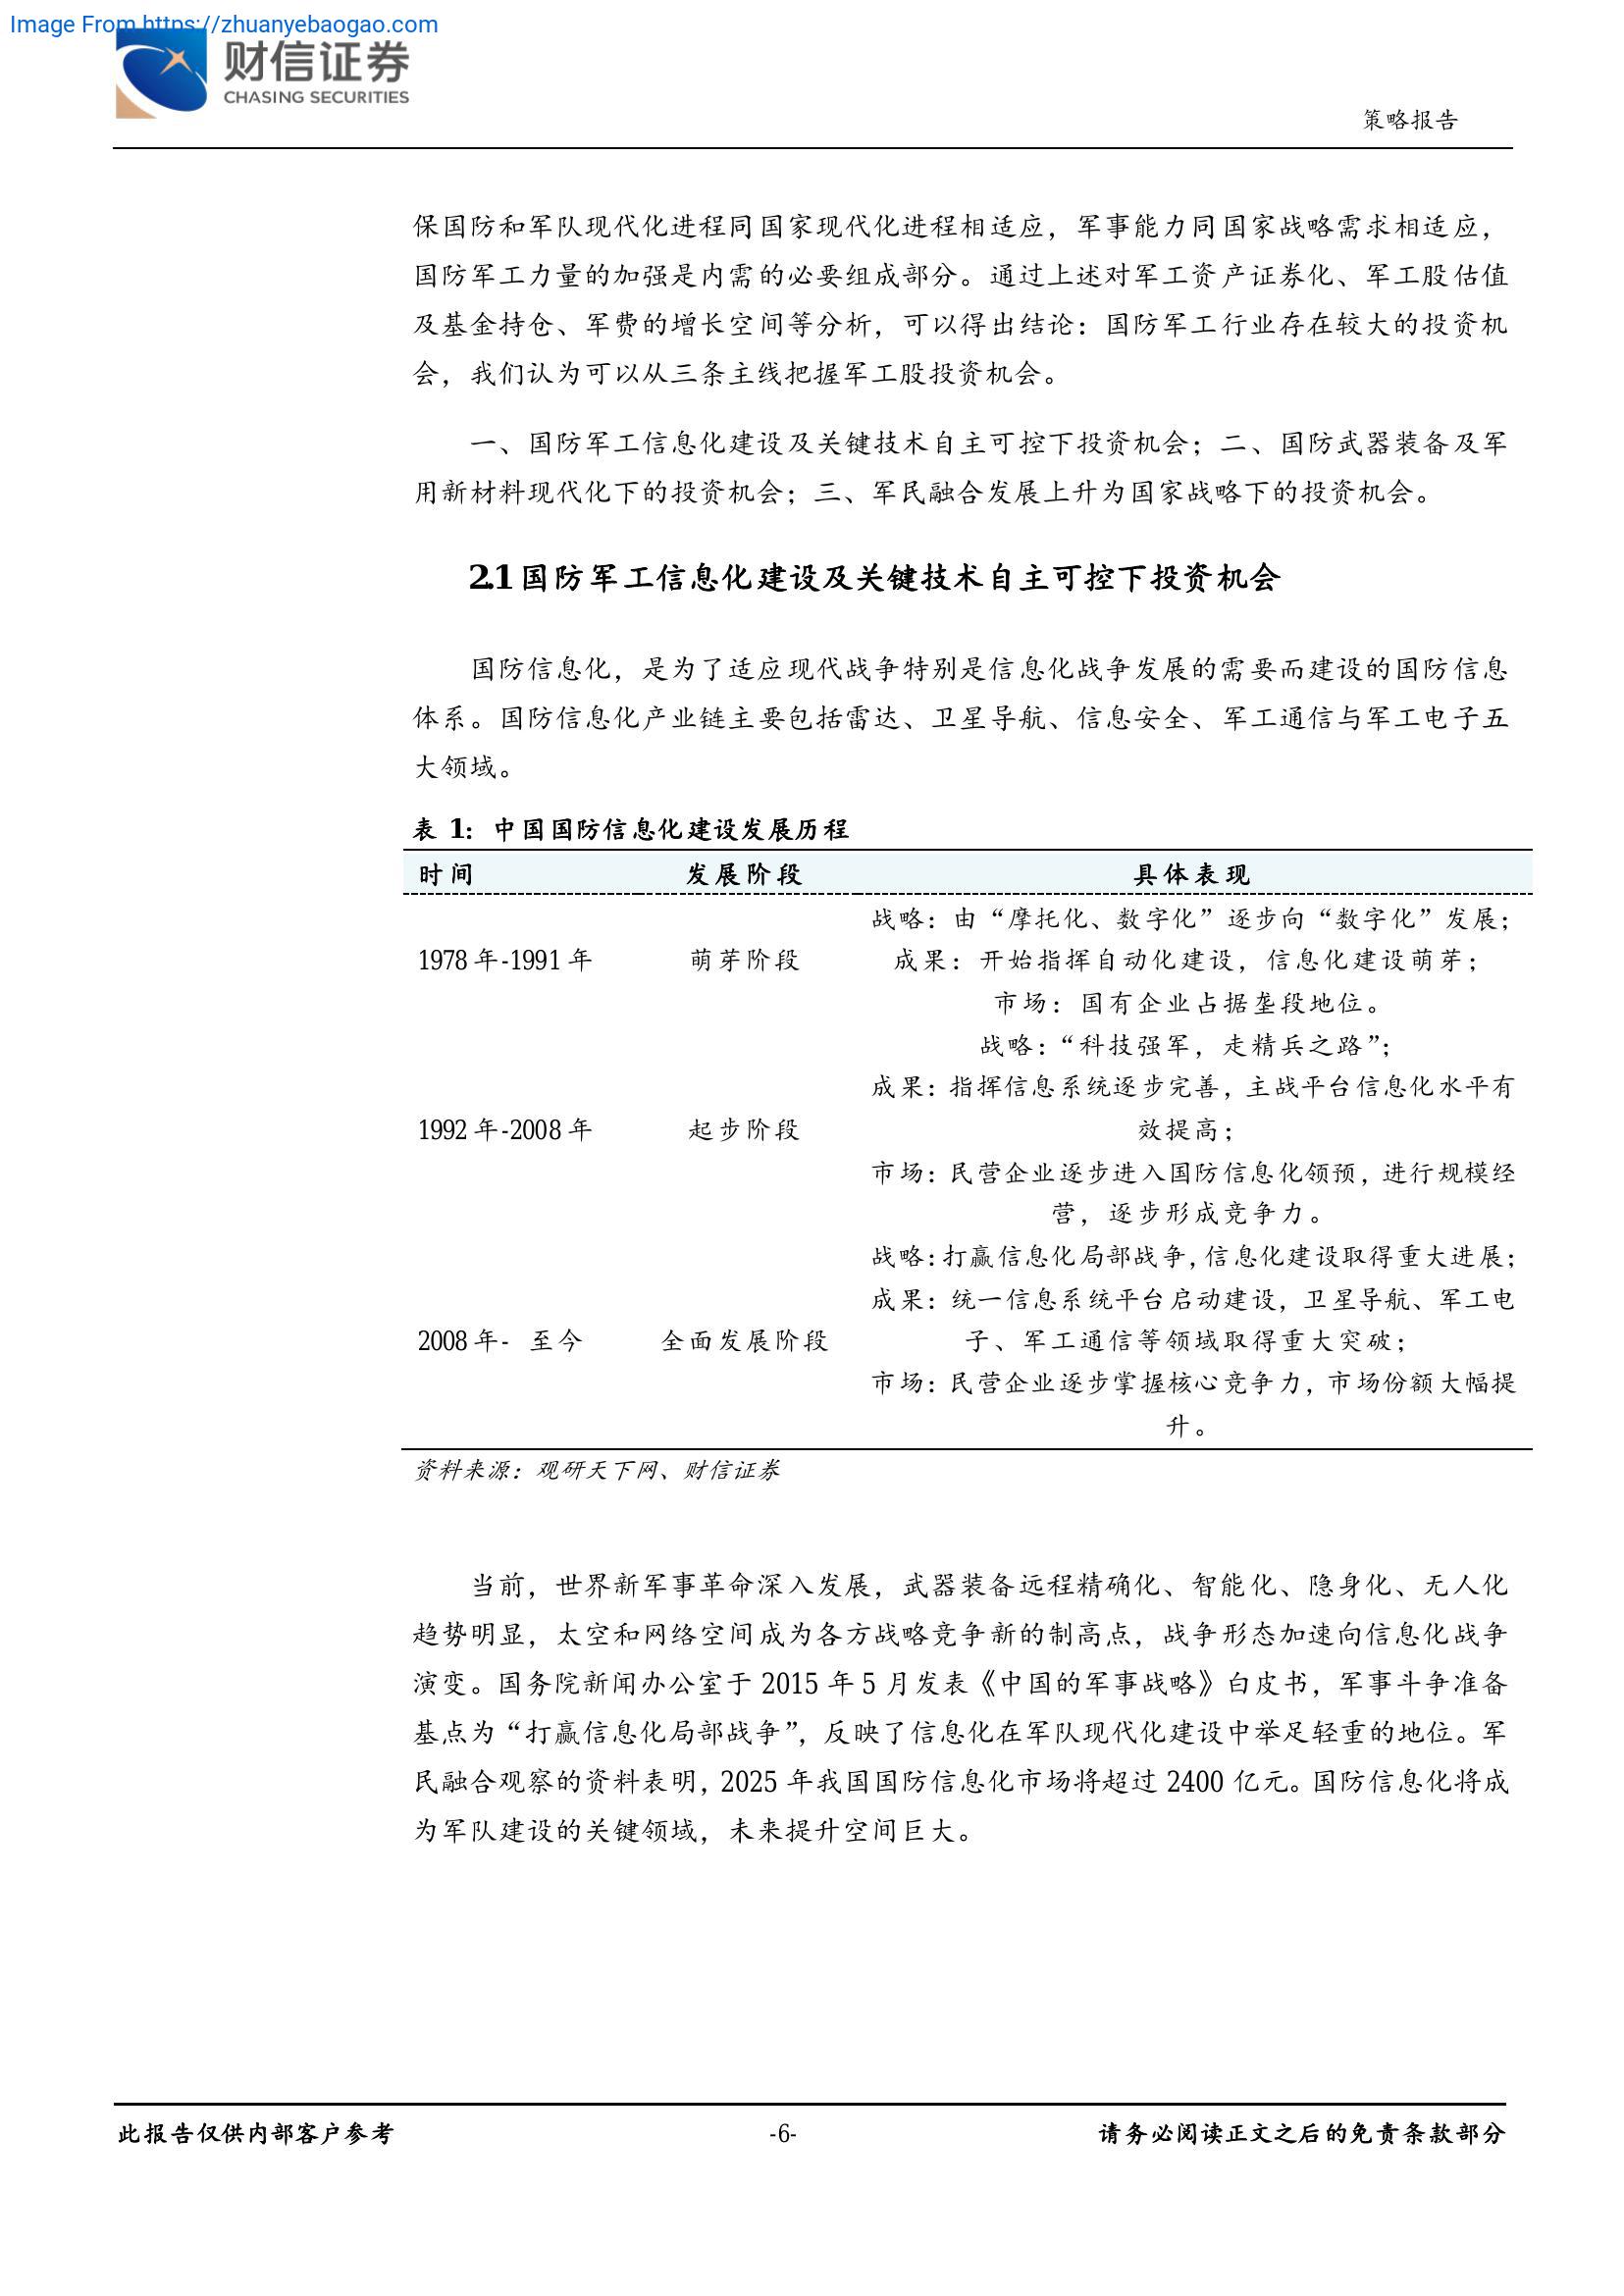 Image From https://zhuanyebaogao.com
财信证券
CHASING SECURITIES
策略报告
保国防和军队现代化进程同国家现代化进程相适应，军事能力同国家战略需求相适应，
国防军工力量的加强是内需的必要组成部分。通过上述对军工资产证券化、军工股估值
及基金持仓、军费的增长空间等分析，可以得出结论：国防军工行业存在较大的投资机
会，我们认为可以从三条主线把握军工股投资机会。
一、国防军工信息化建设及关键技术自主可控下投资机会；二、国防武器装备及军
用新材料现代化下的投资机会；三、军民融合发展上升为国家战略下的投资机会。
2.1 国防军工信息化建设及关键技术自主可控下投资机会
国防信息化，是为了适应现代战争特别是信息化战争发展的需要而建设的国防信息
体系。国防信息化产业链主要包括雷达、卫星导航、信息安全、军工通信与军工电子五
大领域。
表 1：中国国防信息化建设发展历程
时间 发展阶段 具体表现
战略：由“摩托化、数字化”逐步向“数字化”发展；
1978 年-1991 年 萌芽阶段 成果：开始指挥自动化建设，信息化建设萌芽；
市场：国有企业占据垄段地位。
战略：“科技强军，走精兵之路”；
成果：指挥信息系统逐步完善，主战平台信息化水平有
1992 年-2008 年 起步阶段 效提高；
市场：民营企业逐步进入国防信息化领预，进行规模经
营，逐步形成竞争力。
战略：打赢信息化局部战争，信息化建设取得重大进展；
成果：统一信息系统平台启动建设，卫星导航、军工电
2008 年- 至今 全面发展阶段 子、军工通信等领域取得重大突破；
市场：民营企业逐步掌握核心竞争力，市场份额大幅提
升。
资料来源：观研天下网、财信证券
当前，世界新军事革命深入发展，武器装备远程精确化、智能化、隐身化、无人化
趋势明显，太空和网络空间成为各方战略竞争新的制高点，战争形态加速向信息化战争
演变。国务院新闻办公室于 2015 年 5 月发表《中国的军事战略》白皮书，军事斗争准备
基点为“打赢信息化局部战争”，反映了信息化在军队现代化建设中举足轻重的地位。军
民融合观察的资料表明，2025 年我国国防信息化市场将超过 2400 亿元。国防信息化将成
为军队建设的关键领域，未来提升空间巨大。
此报告仅供内部客户参考 -6- 请务必阅读正文之后的免责条款部分